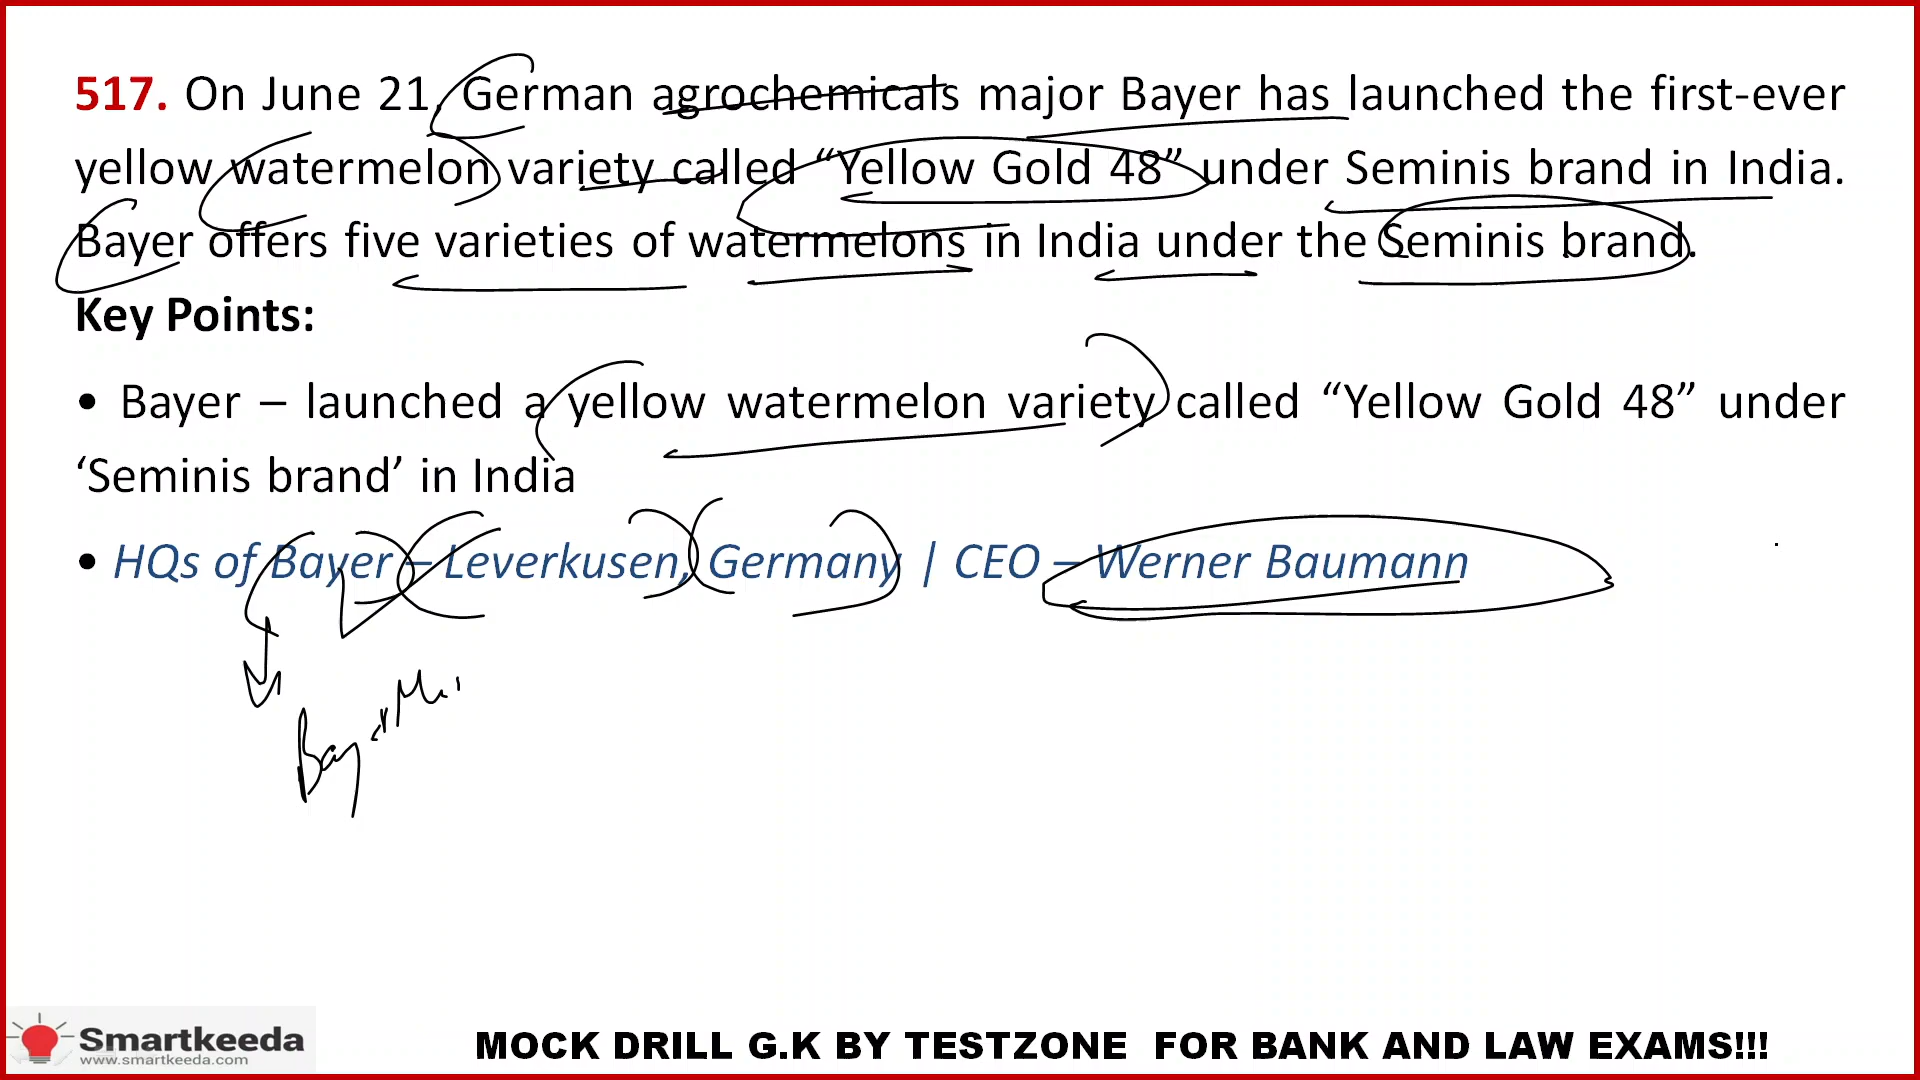 517. On June 21, German agrochemicals major Bayer has launched the first-ever
yellow watermelon variety called “Yellow Gold 48” under Seminis brand in India.
Bayer offers five varieties of watermelons in India under the Seminis brand.
Key Points:
• Bayer – launched a yellow watermelon variety called “Yellow Gold 48” under
‘Seminis brand’ in India
• HQs of Bayer – Leverkusen, Germany | CEO – Werner Baumann
Smartkeeda
www.smartkeeda.com
MOCK DRILL G.K BY TESTZONE FOR BANK AND LAW EXAMS!!!